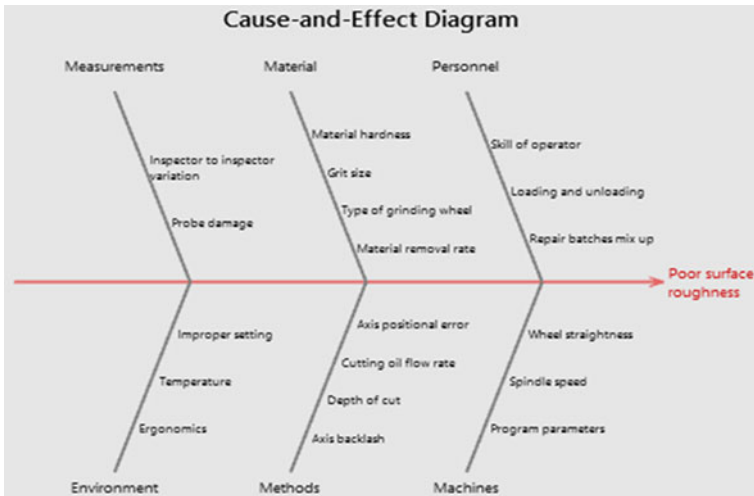 Cause-and-Effect Diagram
Measurements
Material
Personnel
Inspector to inspector
variation
Probe damage
Material hardness
Grit size
Type of grinding wheel
Material removal rate
Skill of operator
Loading and unloading
Repair batches mix up
Poor surface
roughness
Improper setting
Temperature
Ergonomics
Axis positional error
Cutting oil flow rate
Depth of cut
Axis backlash
Wheel straightness
Spindle speed
Program parameters
Environment
Methods
Machines